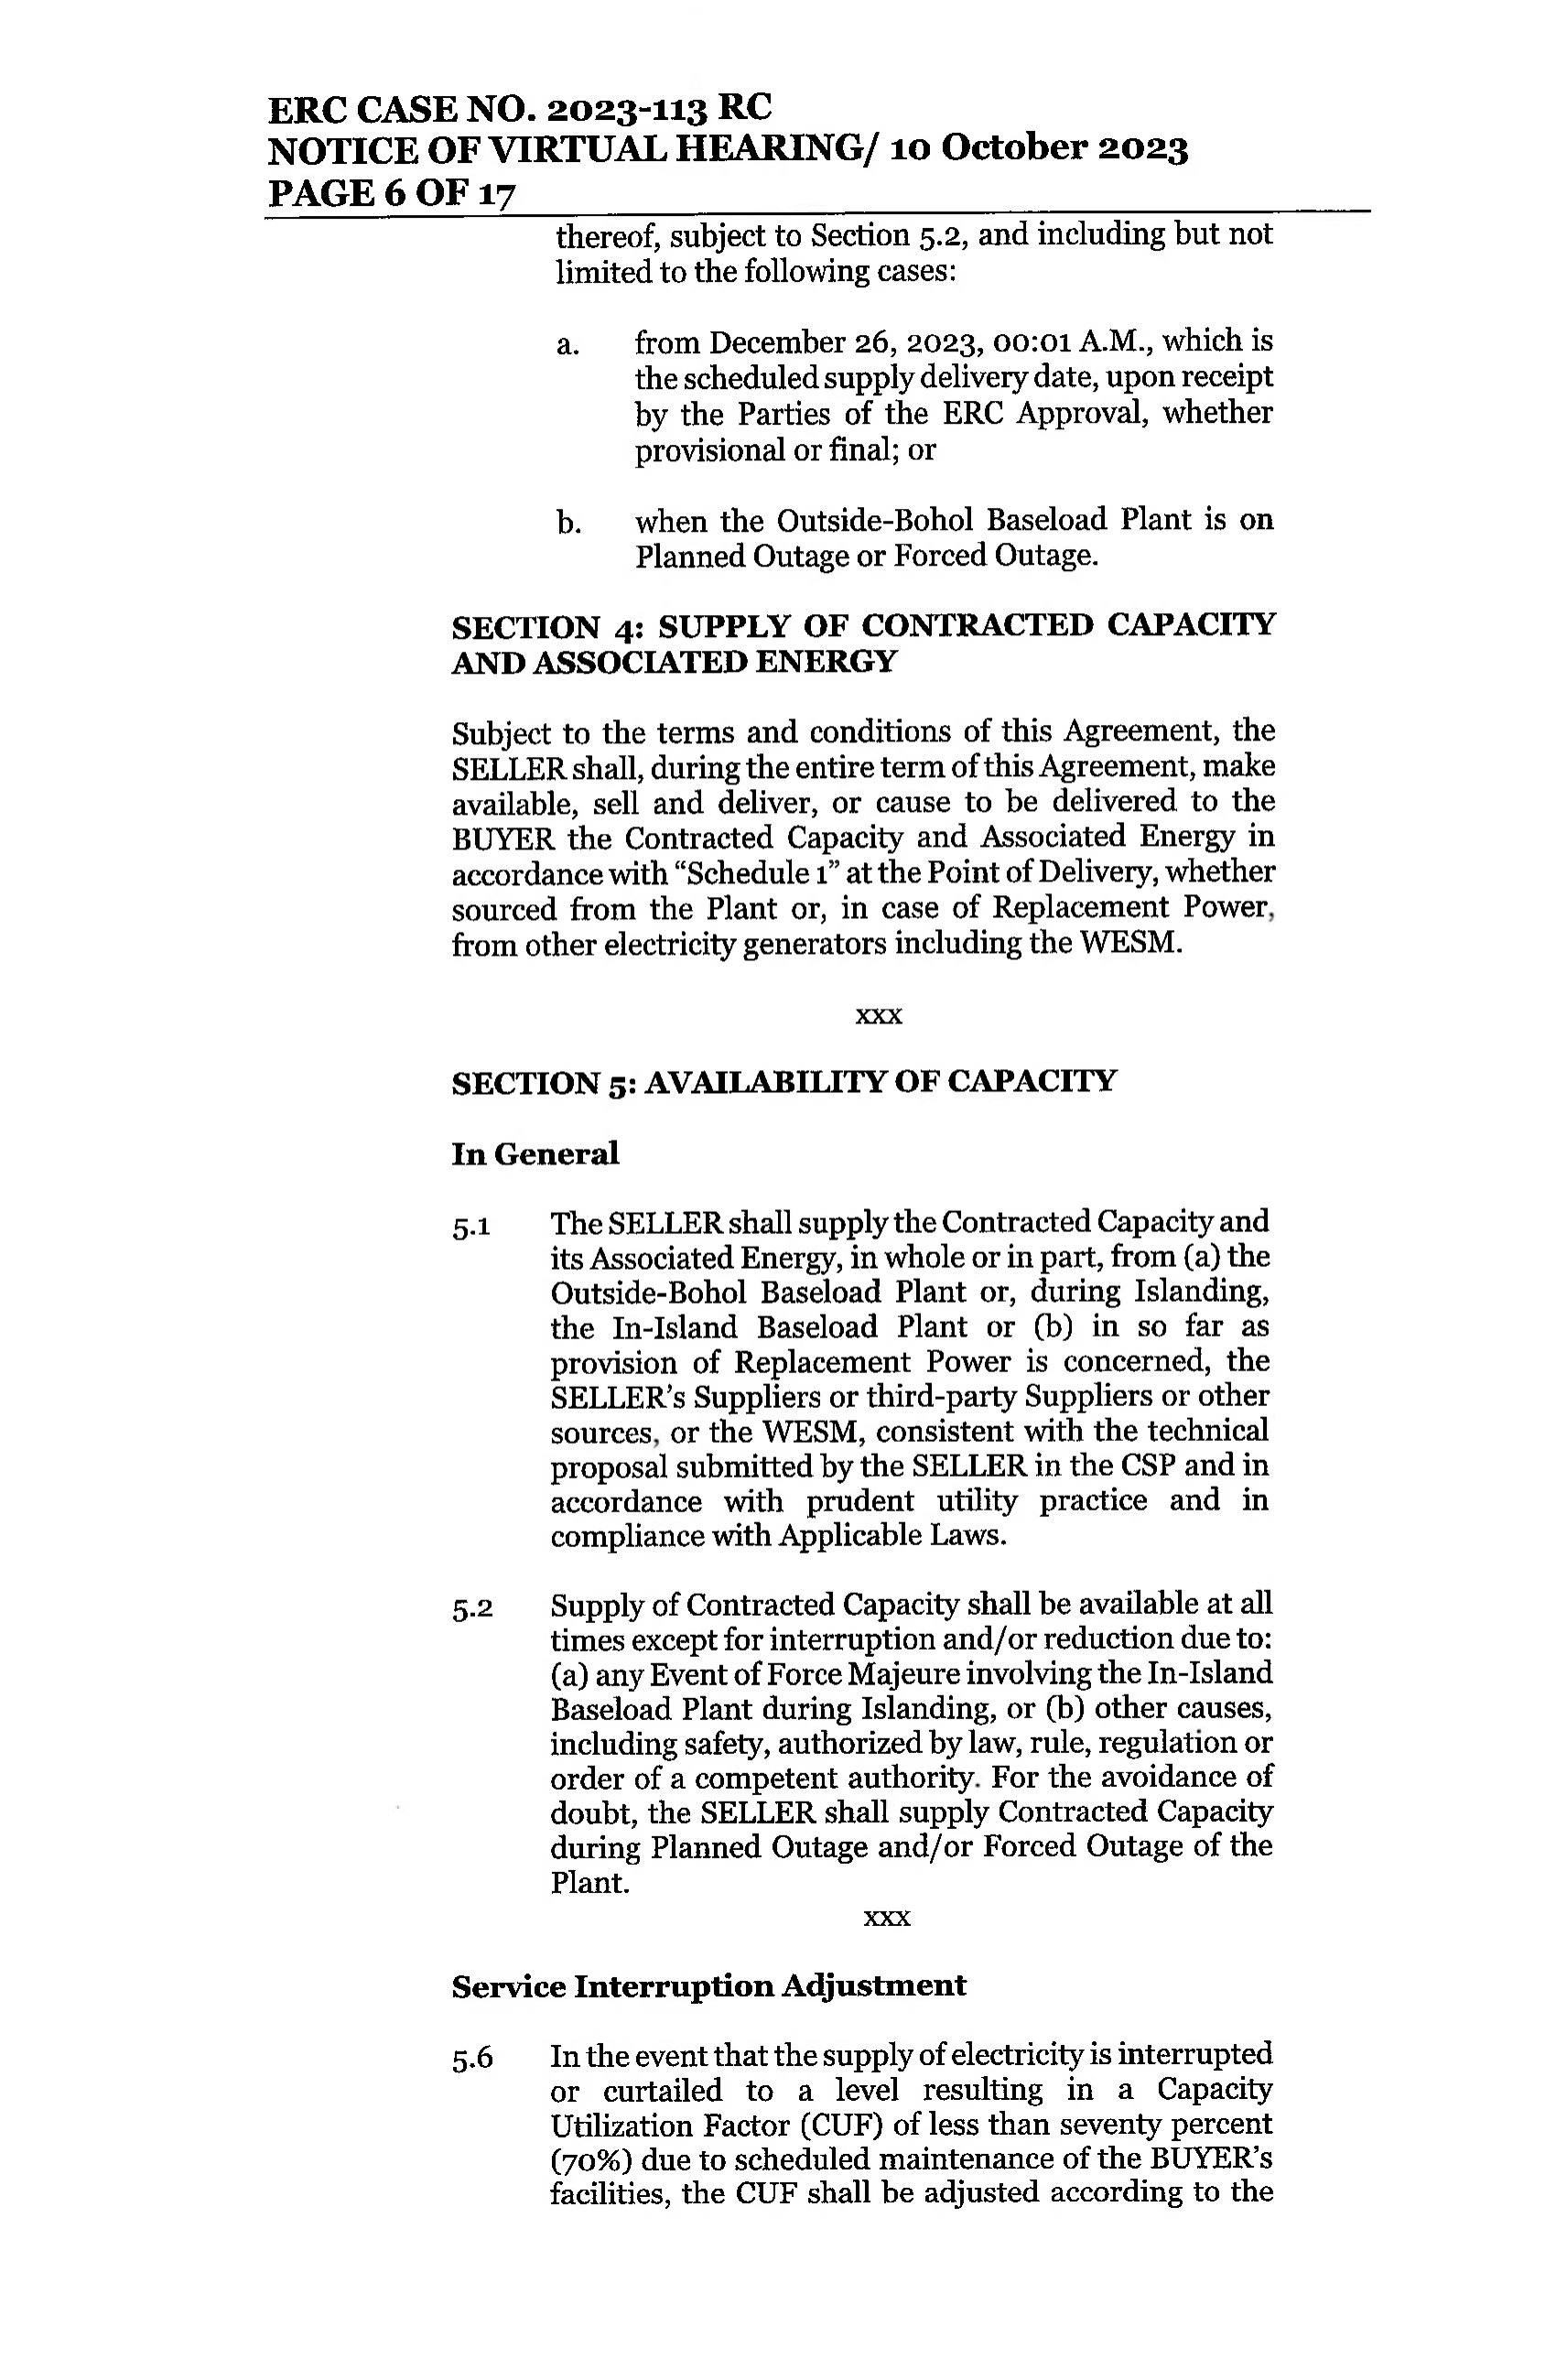 ERC CASE NO. 2023-113 RC
NOTICE OF VIRTUAL HEARING/ 10 October 2023
PAGE 6 OF 17
thereof, subject to Section 5.2, and including but not
limited to the following cases:
a. from December 26, 2023, 00:01 A.M., which is
the scheduled supply delivery date, upon receipt
by the Parties of the ERC Approval, whether
provisional or final; or
b. when the Outside-Bohol Baseload Plant is on
Planned Outage or Forced Outage.
SECTION 4: SUPPLY OF CONTRACTED CAPACITY
AND ASSOCIATED ENERGY
Subject to the terms and conditions of this Agreement, the
SELLER shall, during the entire term of this Agreement, make
available, sell and deliver, or cause to be delivered to the
BUYER the Contracted Capacity and Associated Energy in
accordance with “Schedule 1” at the Point of Delivery, whether
sourced from the Plant or, in case of Replacement Power,
from other electricity generators including the WESM.
xxx
SECTION 5: AVAILABILITY OF CAPACITY
In General
5.1 The SELLER shall supply the Contracted Capacity and
its Associated Energy, in whole or in part, from (a) the
Outside-Bohol Baseload Plant or, during Islanding,
the In-Island Baseload Plant or (b) in so far as
provision of Replacement Power is concerned, the
SELLER’s Suppliers or third-party Suppliers or other
sources, or the WESM, consistent with the technical
proposal submitted by the SELLER in the CSP and in
accordance with prudent utility practice and in
compliance with Applicable Laws.
5.2 Supply of Contracted Capacity shall be available at all
times except for interruption and/or reduction due to:
(a) any Event of Force Majeure involving the In-Island
Baseload Plant during Islanding, or (b) other causes,
including safety, authorized by law, rule, regulation or
order of a competent authority. For the avoidance of
doubt, the SELLER shall supply Contracted Capacity
during Planned Outage and/or Forced Outage of the
Plant.
xxx
Service Interruption Adjustment
5.6 In the event that the supply of electricity is interrupted
or curtailed to a level resulting in a Capacity
Utilization Factor (CUF) of less than seventy percent
(70%) due to scheduled maintenance of the BUYER’s
facilities, the CUF shall be adjusted according to the